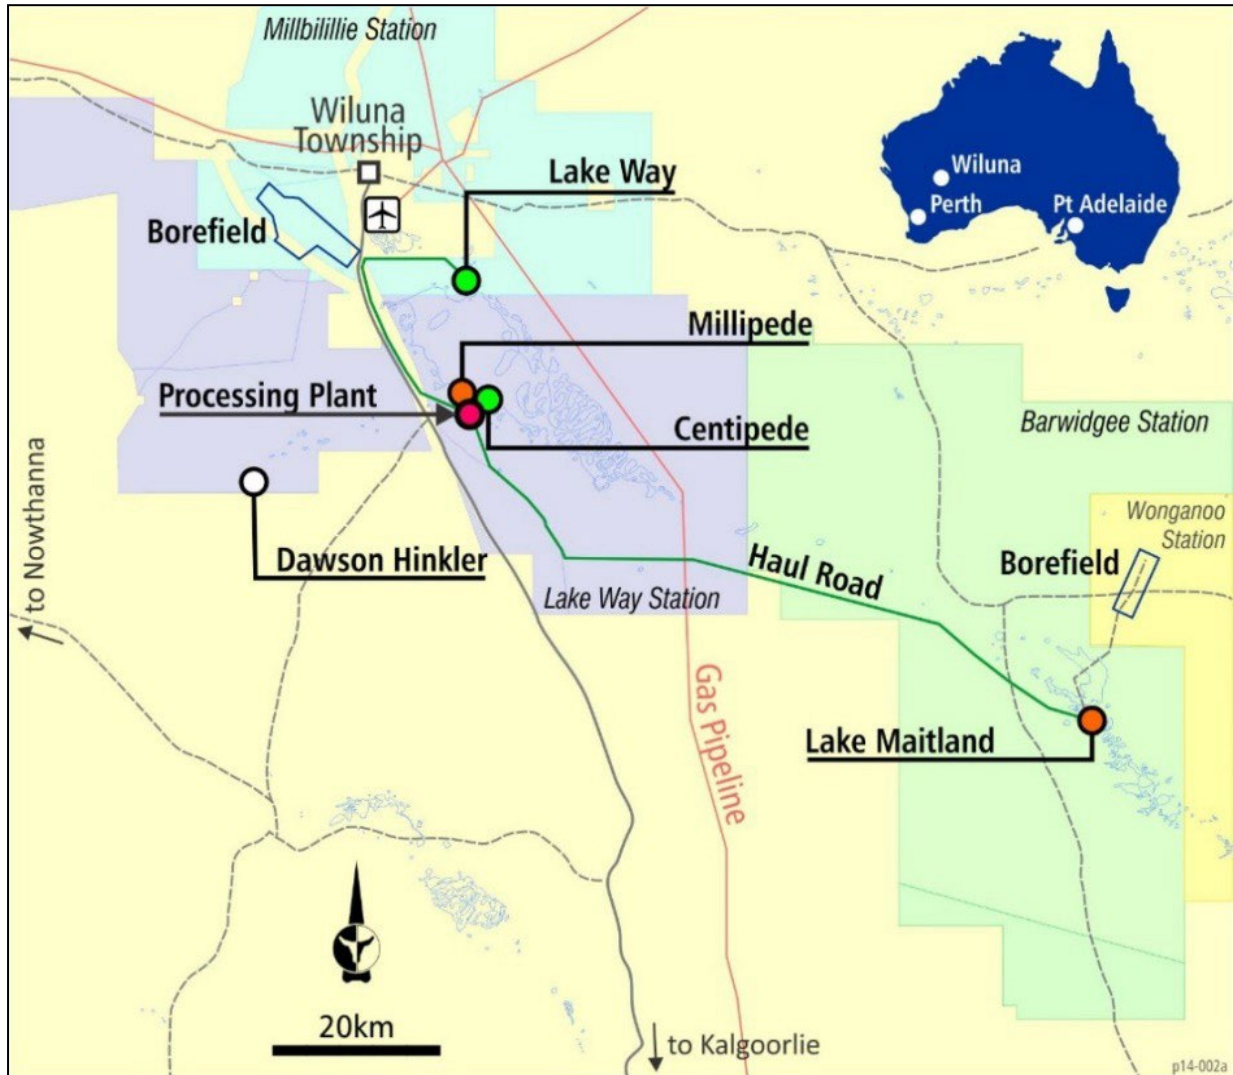 Millbilillie Station
Wiluna
Township
Lake Way
Wiluna
Perth
Pt Adelaide
Borefield
Millipede
Processing Plant
Centipede
Barwidgee Station
to Nowthanna
Dawson Hinkler
Wonganoo
Station
Borefield
Haul Road
Lake Way Station
Gas Pipeline
Lake Maitland
20km
to Kalgoorlie
p14-002a